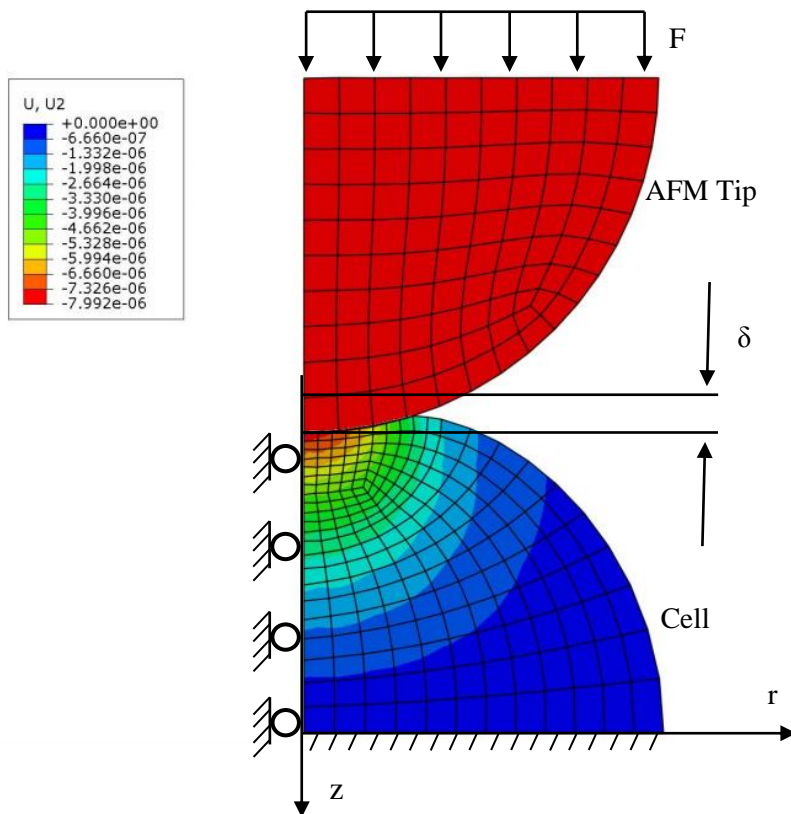 F
U, U2
+0.000e+00
-6.660e-07
-1.332e-06
-1.998e-06
-2.664e-06
-3.330e-06
-3.996e-06
-4.662e-06
-5.328e-06
-5.994e-06
-6.660e-06
-7.326e-06
-7.992e-06
AFM Tip
δ
Cell
r
z